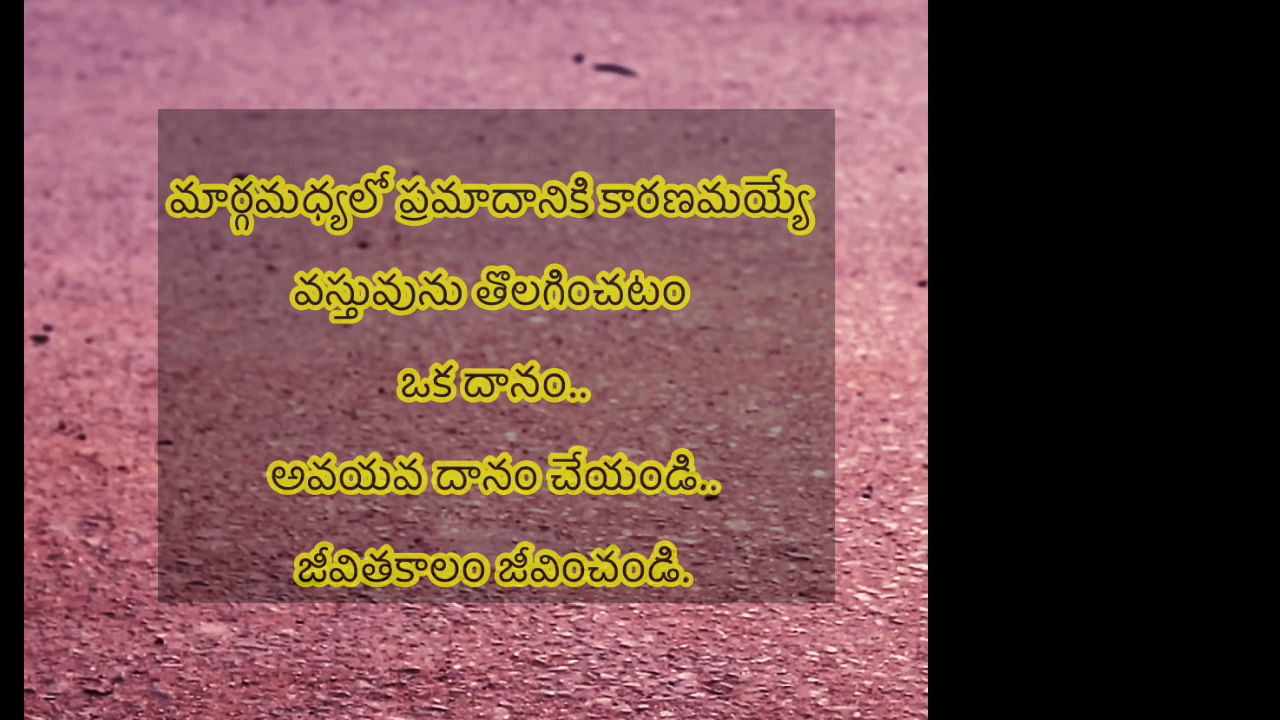 మార్గమధ్యలో ప్రమాదానికి కారణమయ్యే
వస్తువును తొలగించటం
ఒక దానం..
అవయవ దానం చేయండి..
జీవితకాలం జీవించండి.